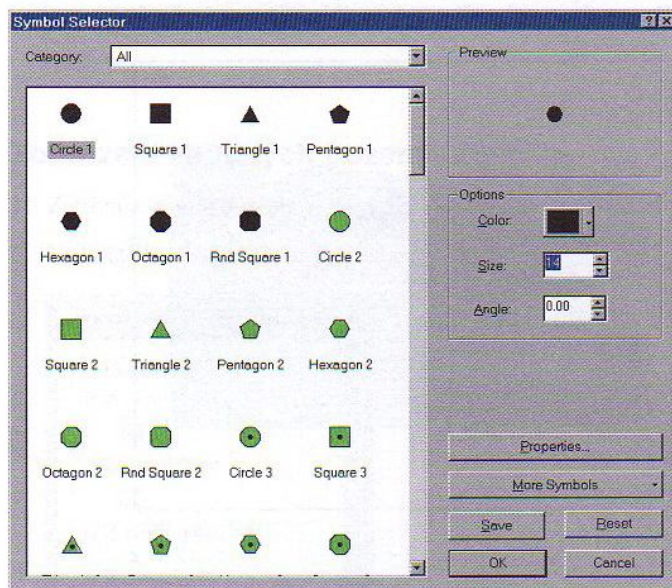 Symbol Selector
Category: All
Preview
Circle 1 Square 1 Triangle 1 Pentagon 1
Hexagon 1 Octagon 1 Rnd Square 1 Circle 2
Square 2 Triangle 2 Pentagon 2 Hexagon 2
Octagon 2 Rnd Square 2 Circle 3 Square 3
Options
Color:
Size: 14
Angle: 0.00
Properties...
More Symbols
Save Reset
OK Cancel